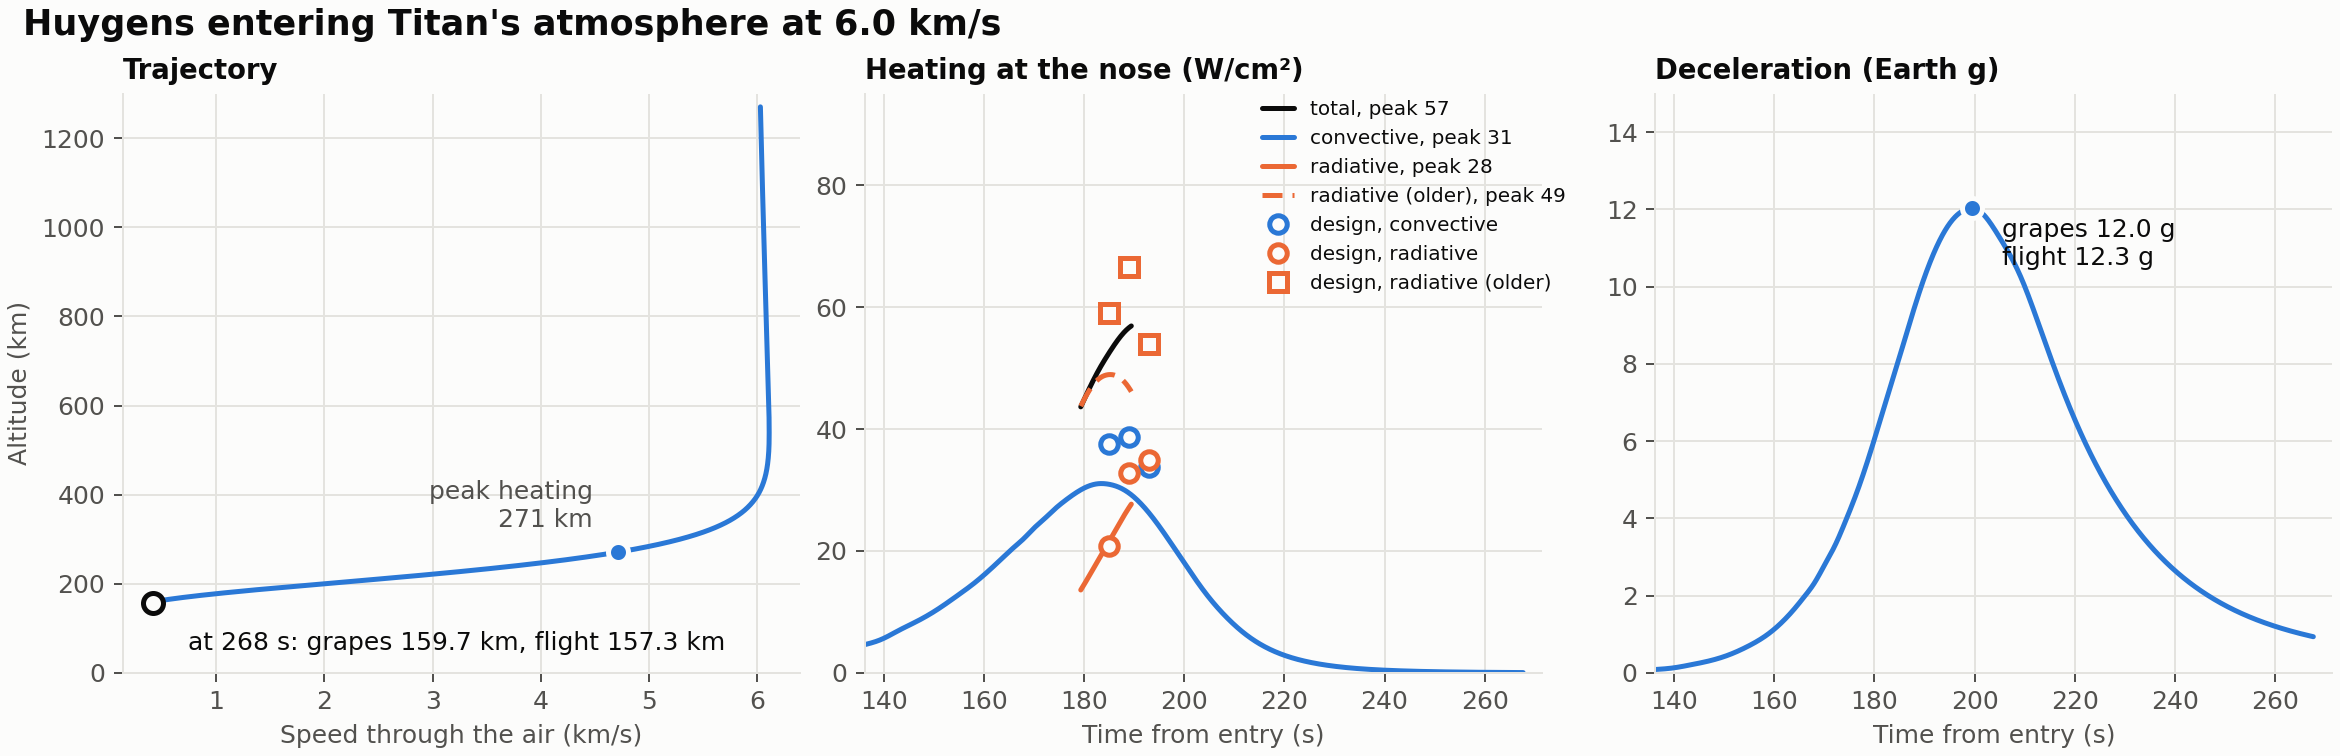 Huygens entering Titan's atmosphere at 6.0 km/s
Trajectory
Altitude (km)
1200
1000
800
600
400
200
0
peak heating
271 km
at 268 s: grapes 159.7 km, flight 157.3 km
1 2 3 4 5 6
Speed through the air (km/s)
Heating at the nose (W/cm²)
80
60
40
20
0
total, peak 57
convective, peak 31
radiative, peak 28
radiative (older), peak 49
design, convective
design, radiative
design, radiative (older)
140 160 180 200 220 240 260
Time from entry (s)
Deceleration (Earth g)
14
12
10
8
6
4
2
0
grapes 12.0 g
flight 12.3 g
140 160 180 200 220 240 260
Time from entry (s)